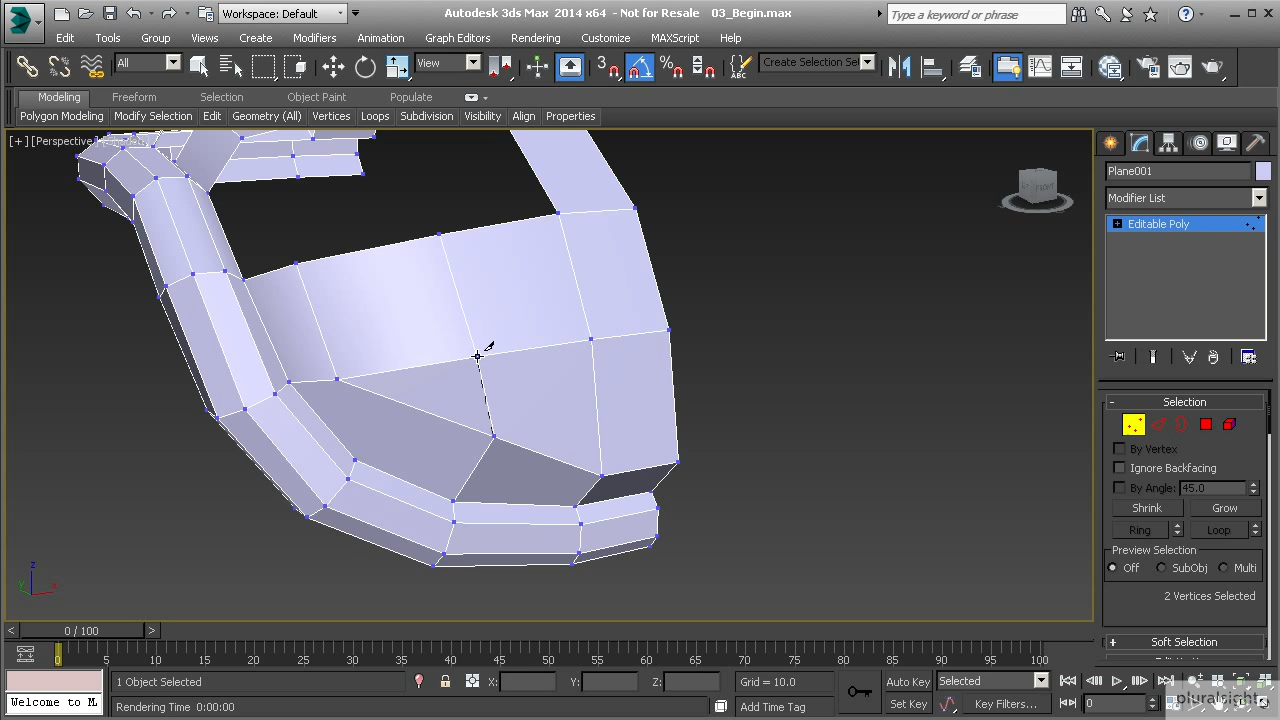 Workspace: Default
Autodesk 3ds Max 2014 x64 - Not for Resale 03_Begin.max
Type a keyword or phrase
Edit Tools Group Views Create Modifiers Animation Graph Editors Rendering Customize MAXScript Help
All View 3 Create Selection Se
Modeling Freeform Selection Object Paint Populate
Polygon Modeling Modify Selection Edit Geometry (All) Vertices Loops Subdivision Visibility Align Properties
[+] [Perspective]
FRONT
Plane001
Modifier List
Editable Poly
- Selection
By Vertex
Ignore Backfacing
By Angle: 45.0
Shrink Grow
Ring Loop
Preview Selection
Off SubObj Multi
2 Vertices Selected
+ Soft Selection
z
y x
< 0 / 100 >
0 5 10 15 20 25 30 35 40 45 50 55 60 65 70 75 80 85 90 95 100
1 Object Selected X: Y: Z: Grid = 10.0 Auto Key Selected
Welcome to M Rendering Time 0:00:00 Add Time Tag Set Key Key Filters... 0
pluralsight